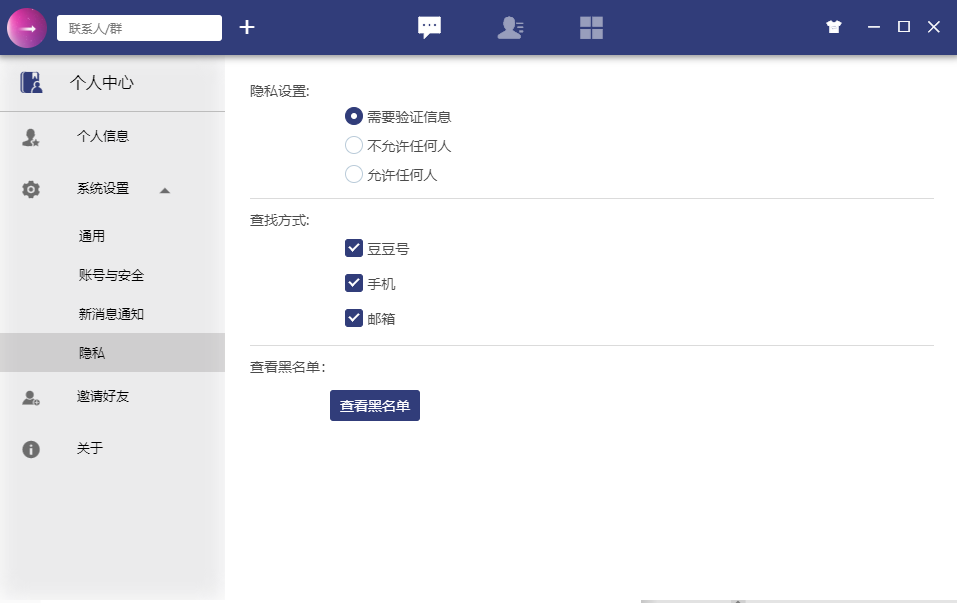 联系人/群
个人中心
个人信息
系统设置
通用
账号与安全
新消息通知
隐私
邀请好友
关于
隐私设置:
需要验证信息
不允许任何人
允许任何人
查找方式:
豆豆号
手机
邮箱
查看黑名单:
查看黑名单